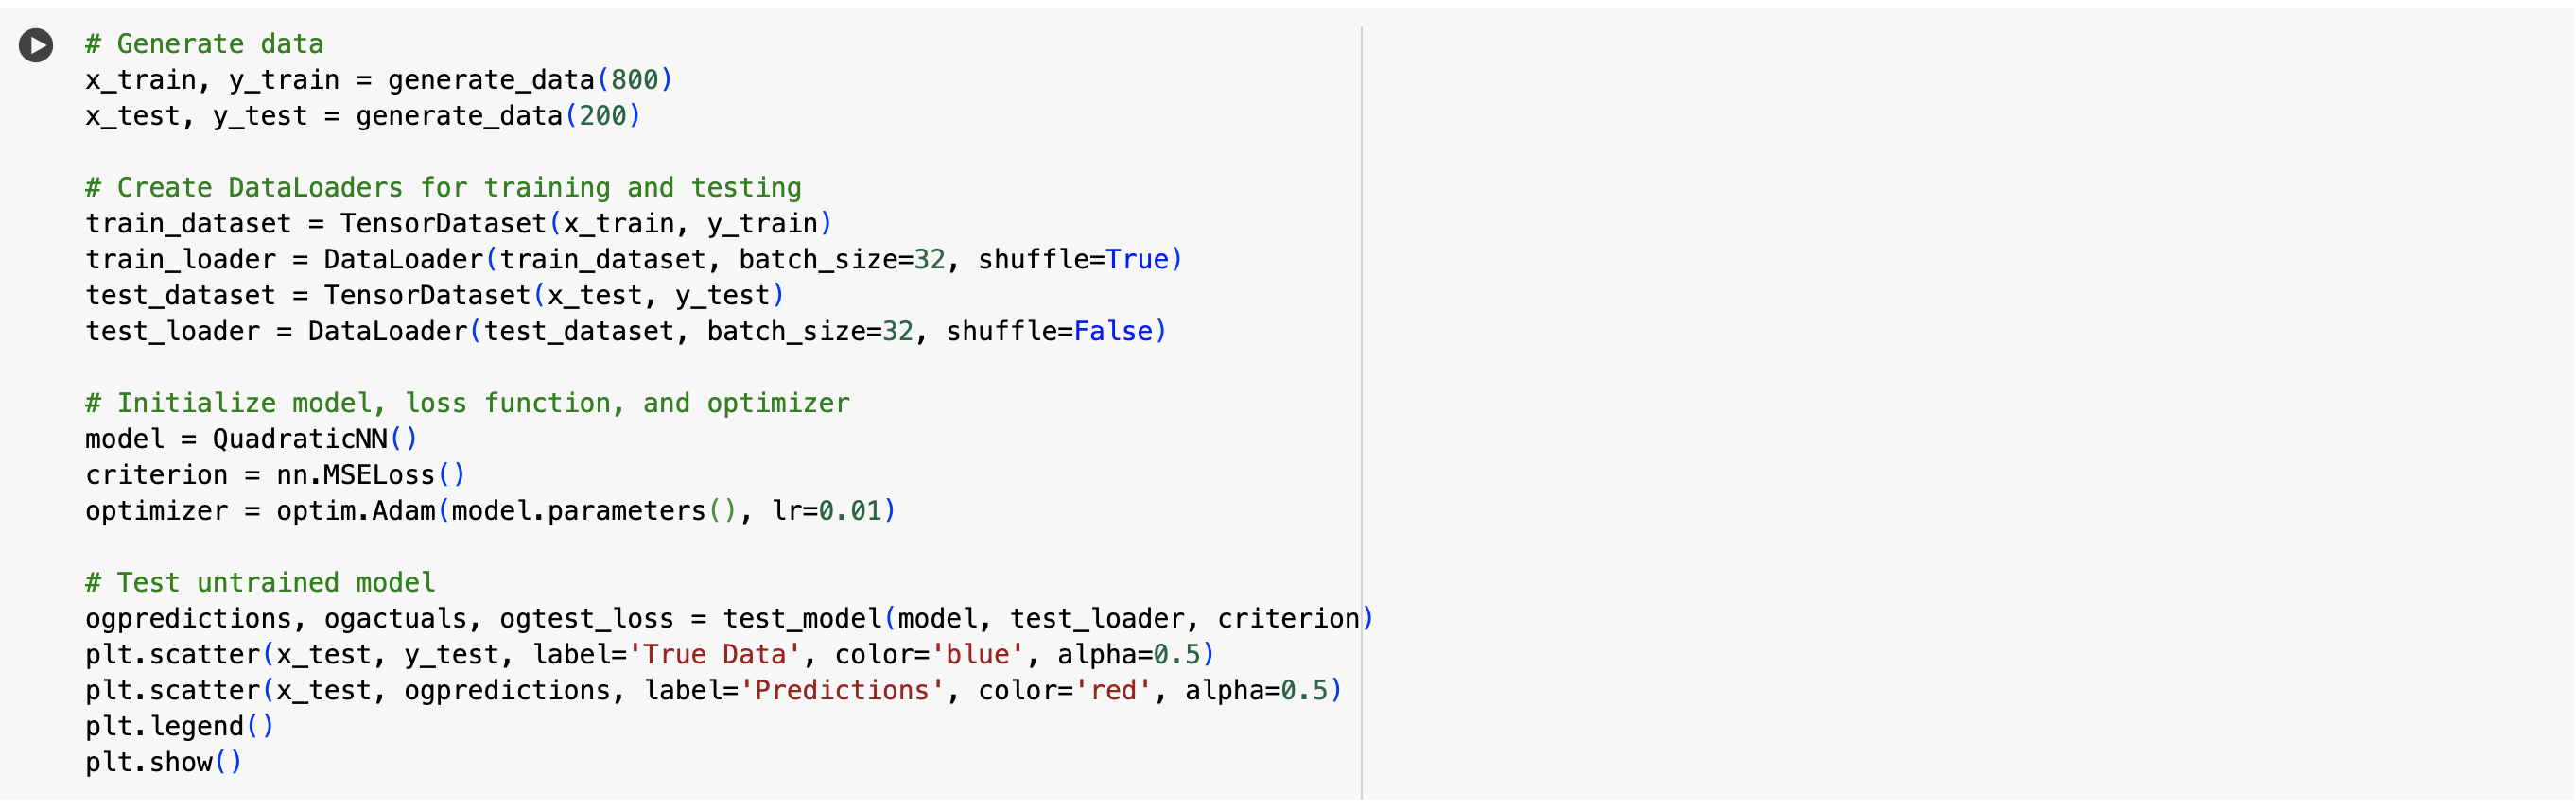 # Generate data
x_train, y_train = generate_data(800)
x_test, y_test = generate_data(200)
# Create DataLoaders for training and testing
train_dataset = TensorDataset(x_train, y_train)
train_loader = DataLoader(train_dataset, batch_size=32, shuffle=True)
test_dataset = TensorDataset(x_test, y_test)
test_loader = DataLoader(test_dataset, batch_size=32, shuffle=False)
# Initialize model, loss function, and optimizer
model = QuadraticNN()
criterion = nn.MSELoss()
optimizer = optim.Adam(model.parameters(), lr=0.01)
# Test untrained model
ogpredictions, ogactuals, ogtest_loss = test_model(model, test_loader, criterion)
plt.scatter(x_test, y_test, label='True Data', color='blue', alpha=0.5)
plt.scatter(x_test, ogpredictions, label='Predictions', color='red', alpha=0.5)
plt.legend()
plt.show()